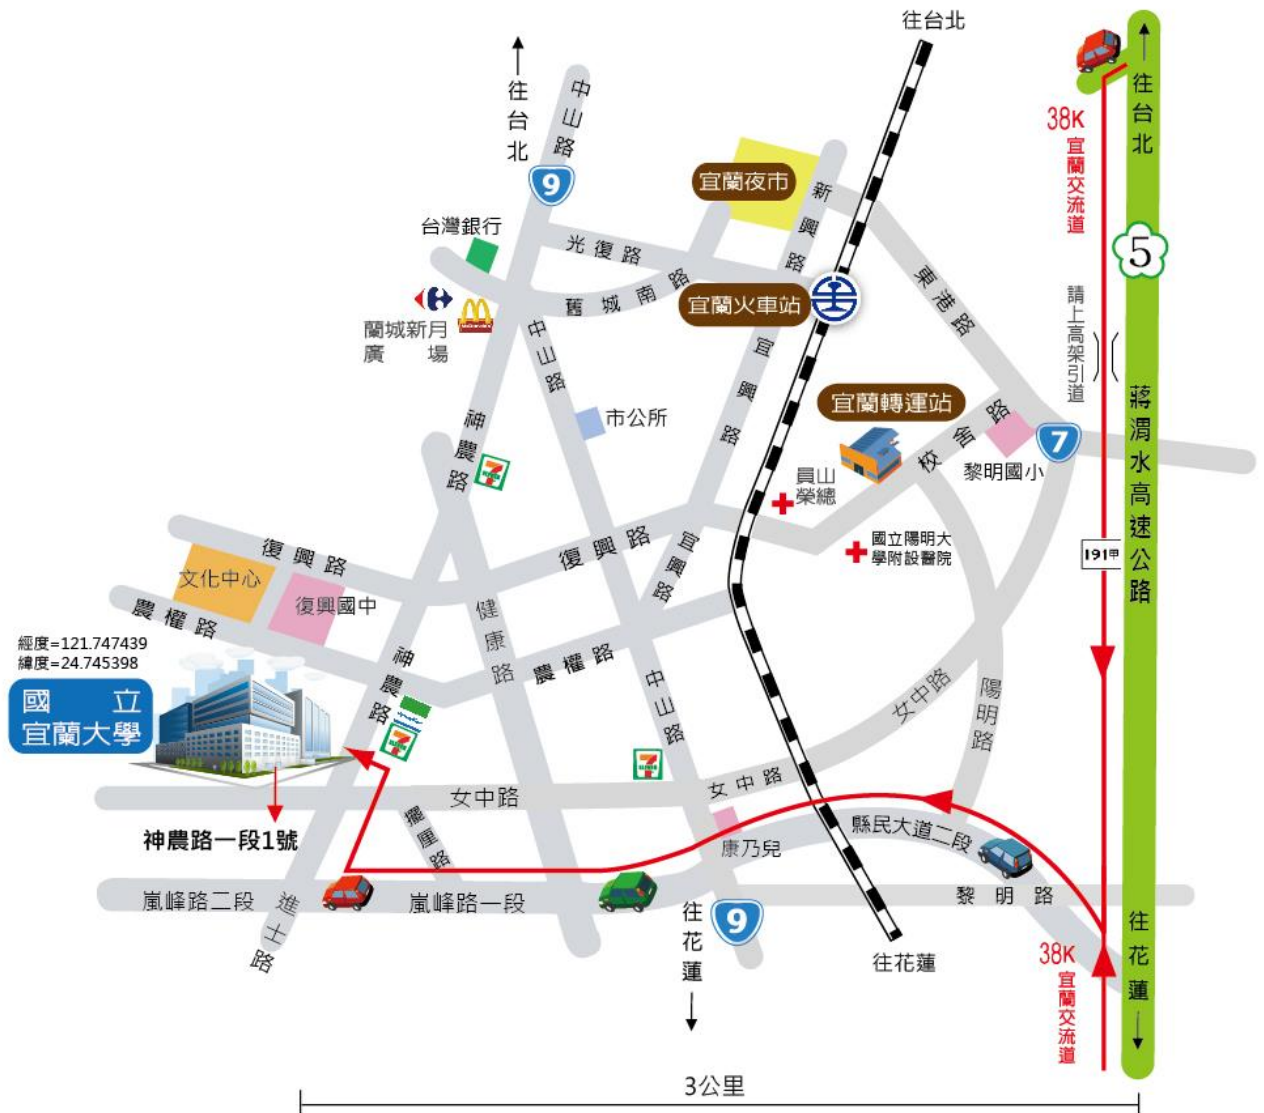 往台北
往台北
中山路
9
往台北
38K
宜蘭交流道
宜蘭夜市
新興路
台灣銀行
光復路
舊城南路
東港路
5
宜蘭火車站
蘭城新月
廣場
中山路
宜興路
請上高架引道
宜蘭轉運站
市公所
神農路
校舍路
7
黎明國小
蔣渭水高速公路
7
ELEVEN
員山
榮總
國立陽明大
學附設醫院
191甲
復興路
復興路
宜興路
文化中心
復興國中
健康路
農權路
農權路
經度=121.747439
緯度=24.745398
國立
宜蘭大學
神農路
中山路
女中路
陽明路
7
ELEVEN
7
ELEVEN
女中路
女中路
神農路一段1號
擺厘路
康乃兒
縣民大道二段
嵐峰路二段
進士路
嵐峰路一段
黎明路
往花蓮
9
往花蓮
往花蓮
38K
宜蘭交流道
3公里